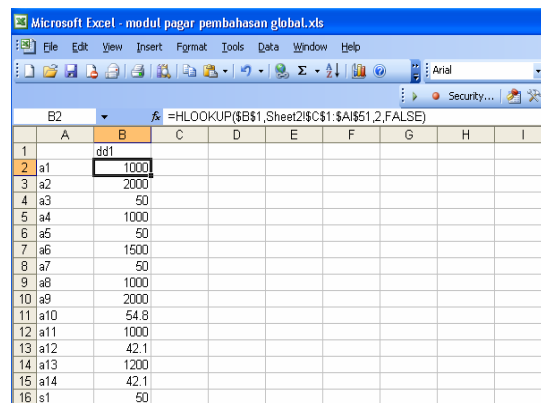 Microsoft Excel - modul pagar pembahasan global.xls
File Edit View Insert Format Tools Data Window Help
Arial
Security...
B2 fx =HLOOKUP($B$1,Sheet2!$C$1:$AI$51,2,FALSE)
A B C D E F G H I
1 dd1
2 a1 1000
3 a2 2000
4 a3 50
5 a4 1000
6 a5 50
7 a6 1500
8 a7 50
9 a8 1000
10 a9 2000
11 a10 54.8
12 a11 1000
13 a12 42.1
14 a13 1200
15 a14 42.1
16 s1 50